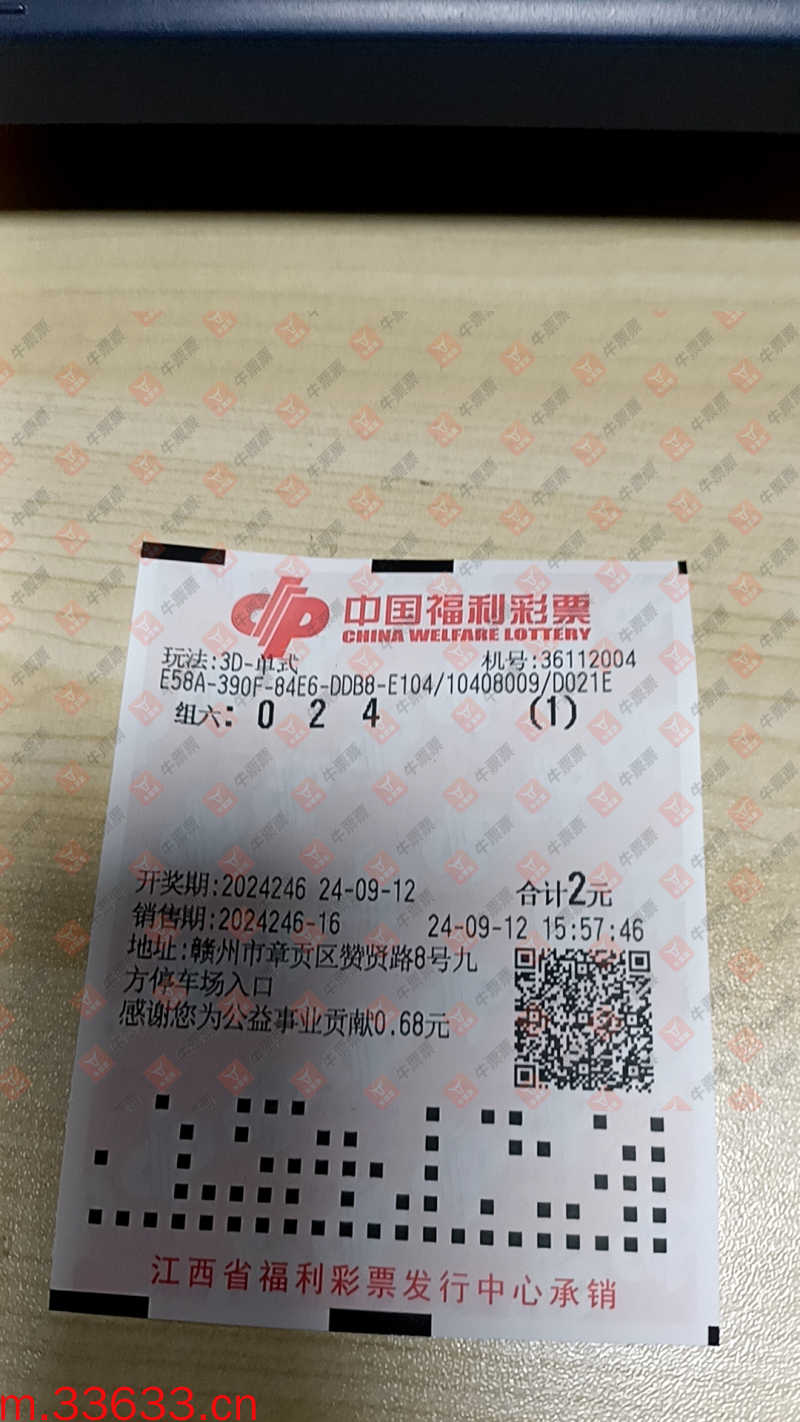 中国福利彩票
CHINA WELFARE LOTTERY
玩法:3D-单式 机号:36112004
E58A-390F-84E6-DDB8-E104/10408009/D021E
组六: 0 2 4 (1)
开奖期:2024246 24-09-12 合计2元
销售期:2024246-16 24-09-12 15:57:46
地址:赣州市章贡区赞贤路8号九
方停车场入口
感谢您为公益事业贡献0.68元
江西省福利彩票发行中心承销
m.33633.cn
牛票票